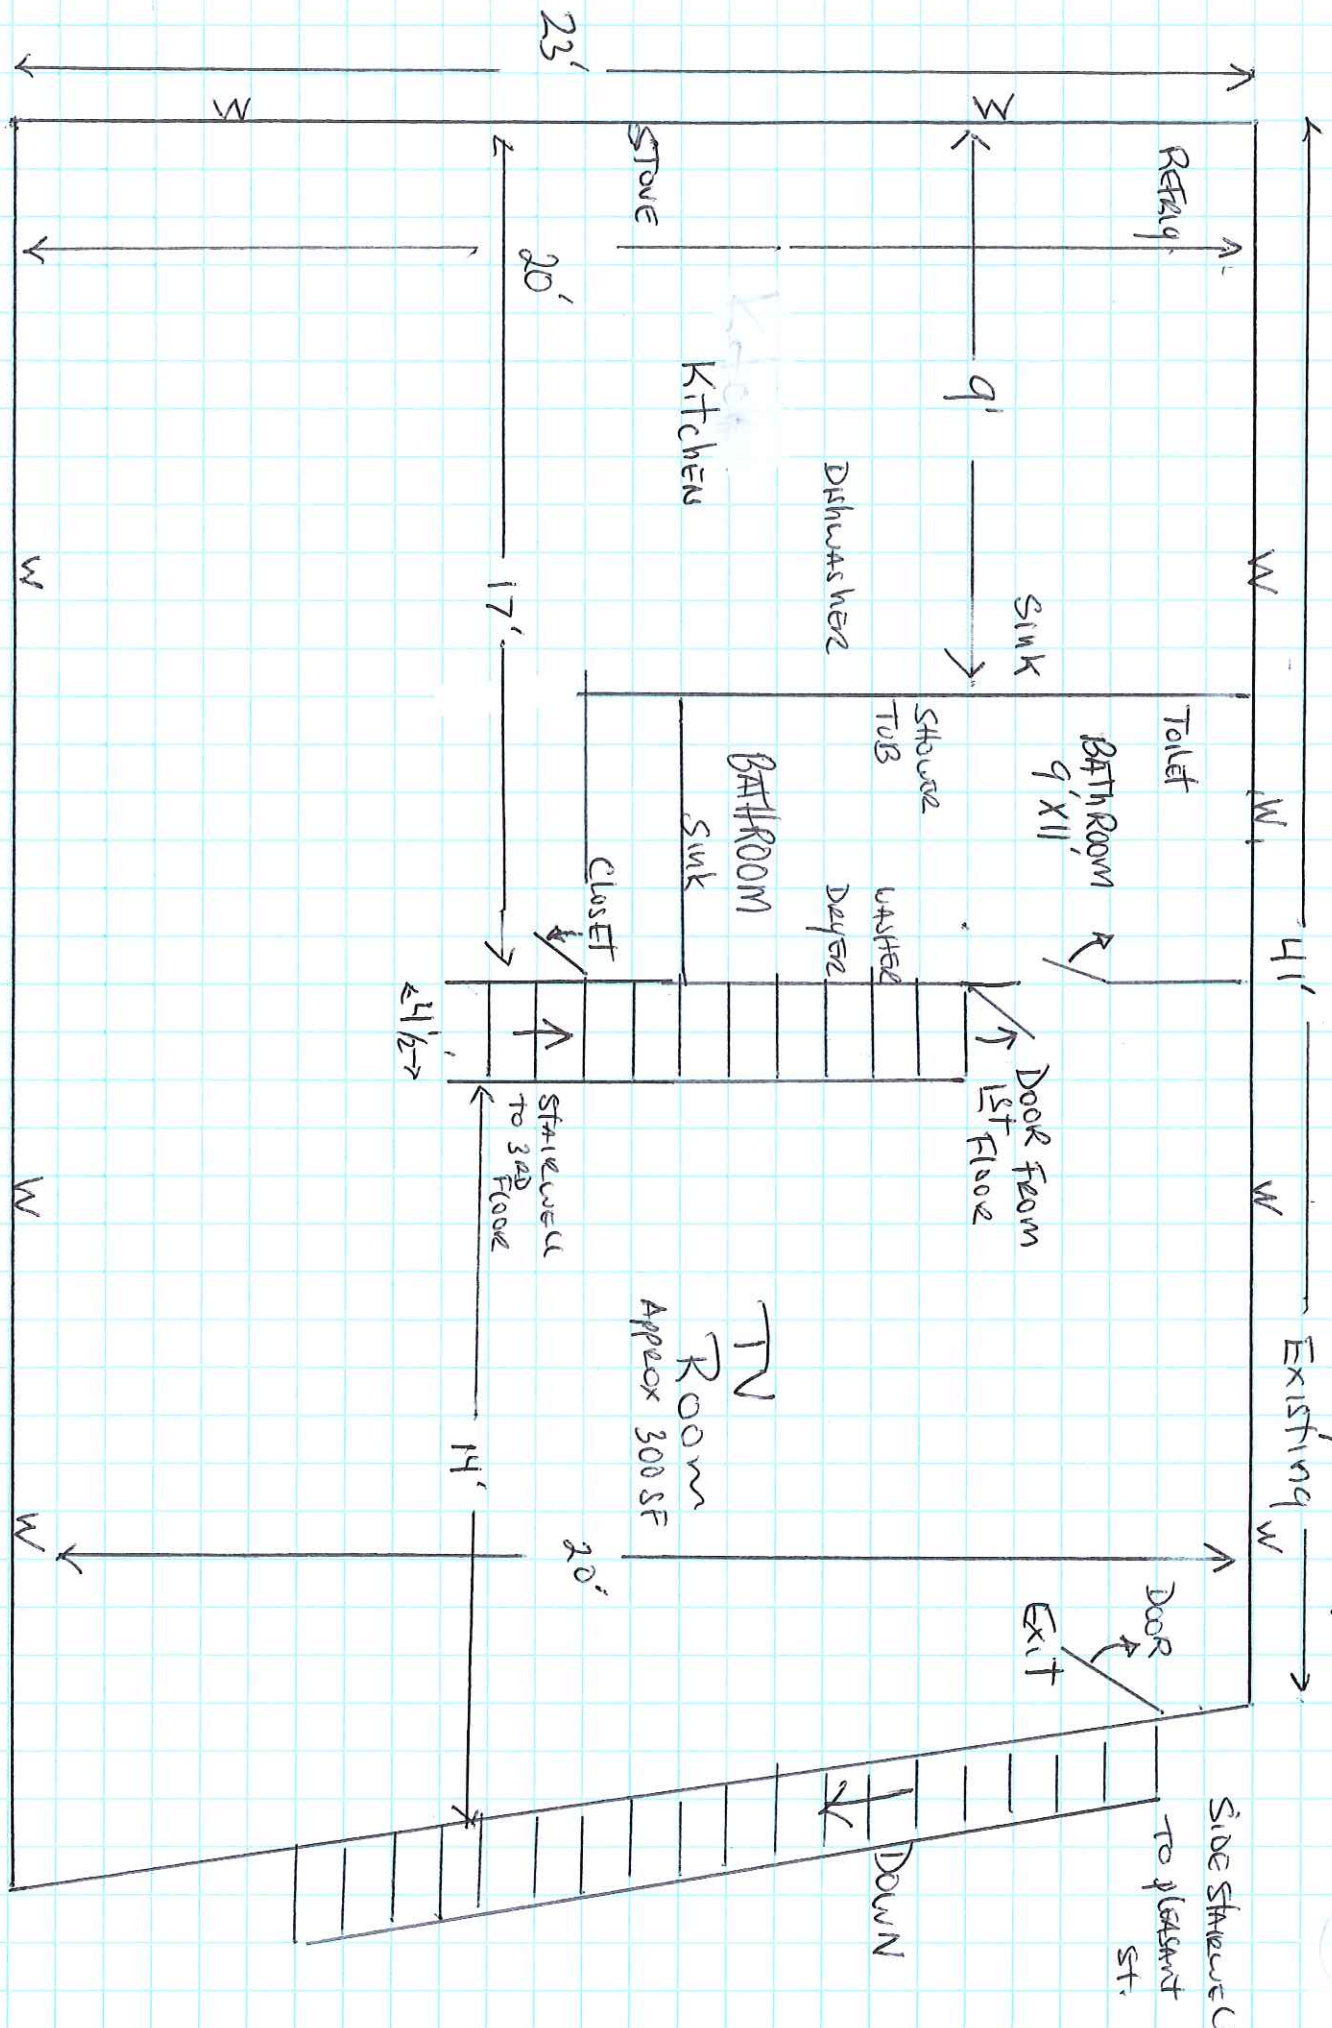 41' Existing
SIDE STAIRWELL
TO PLEASANT
St.
23'
W
W
W
W
W
REFRIG.
Toilet
BATHROOM
9'X11'
DOOR
Exit
Sink
9'
SHOWER
TUB
WASHER
DRYER
DOOR FROM
1ST FLOOR
DOWN
DISHWASHER
BATHROOM
Sink
KitchEN
TV
Room
Approx 300 SF
STOVE
CLOSET
20'
20'
17'
STAIRWELL
TO 3RD
FLOOR
14'
4 1/2'
W
W
W
W